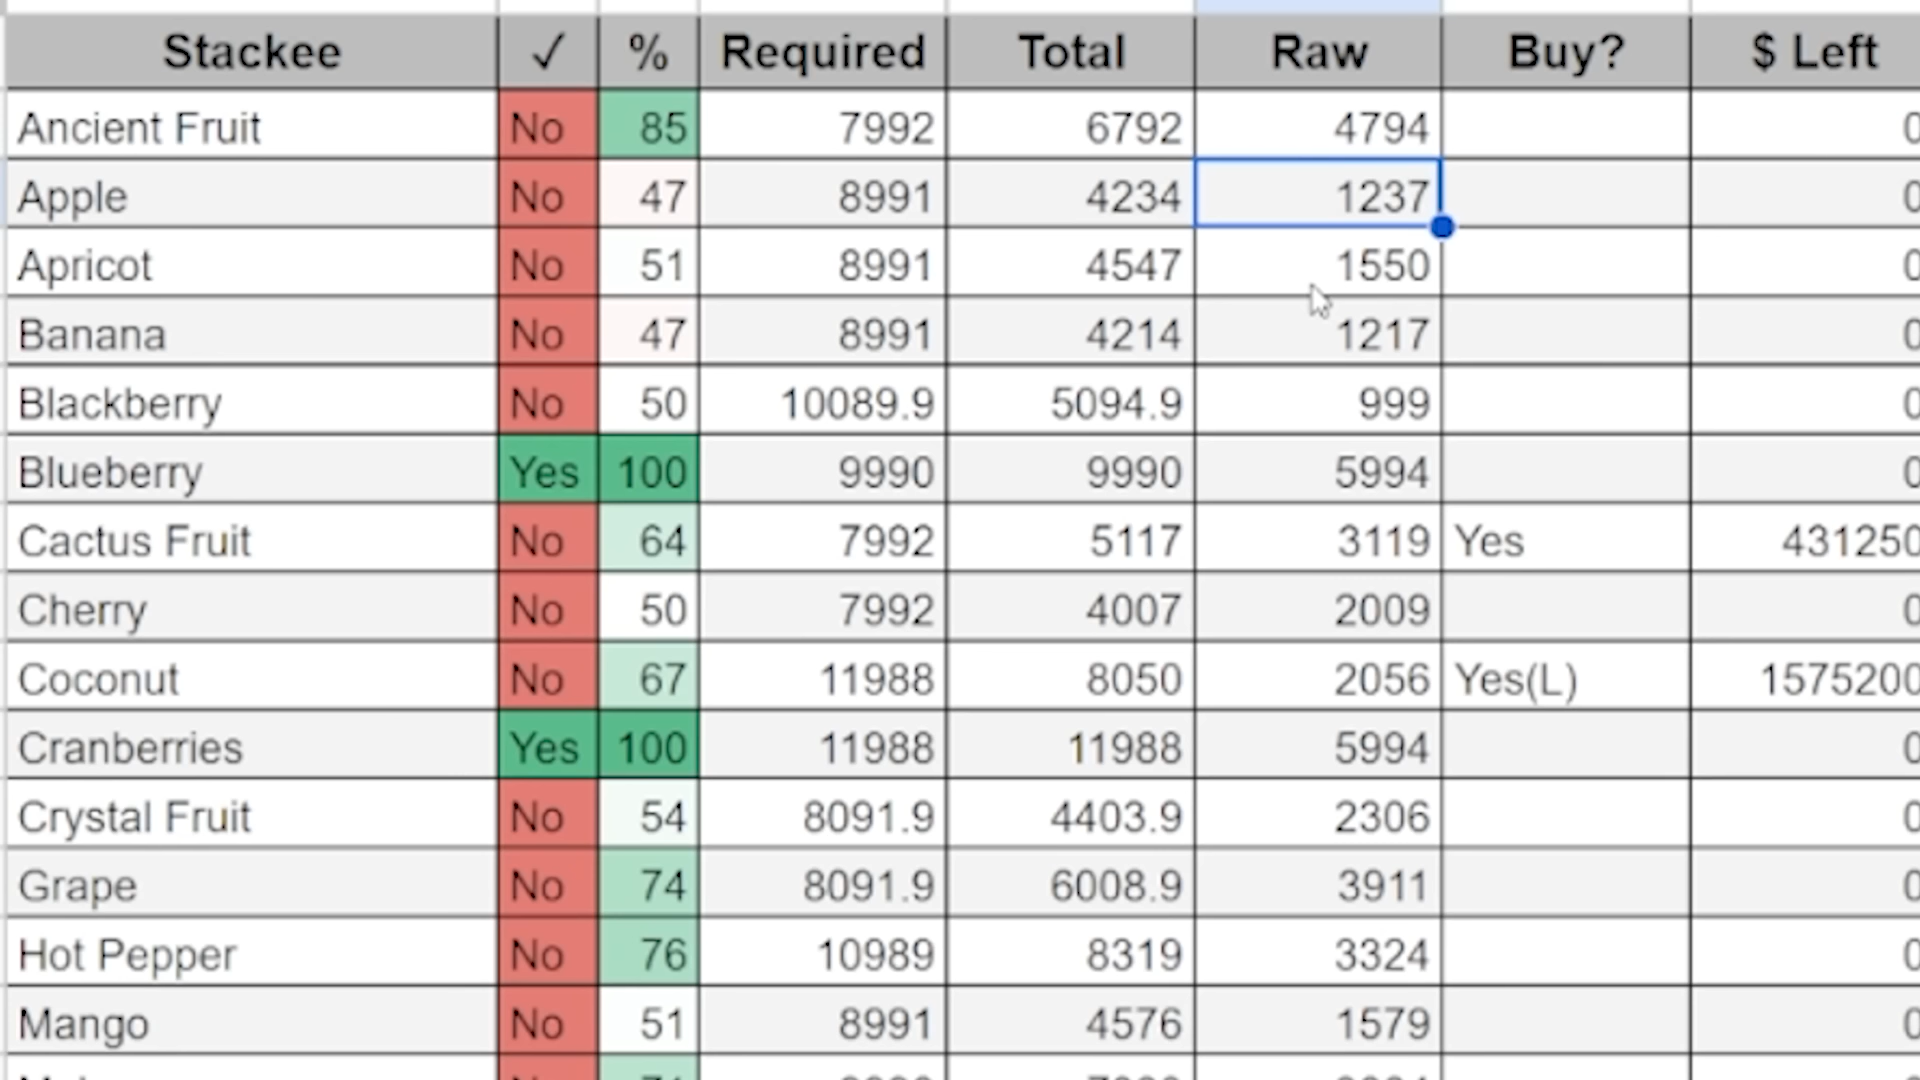 Stackee ✓ % Required Total Raw Buy? $ Left
Ancient Fruit No 85 7992 6792 4794 0
Apple No 47 8991 4234 1237 0
Apricot No 51 8991 4547 1550 0
Banana No 47 8991 4214 1217 0
Blackberry No 50 10089.9 5094.9 999 0
Blueberry Yes 100 9990 9990 5994 0
Cactus Fruit No 64 7992 5117 3119 Yes 431250
Cherry No 50 7992 4007 2009 0
Coconut No 67 11988 8050 2056 Yes(L) 1575200
Cranberries Yes 100 11988 11988 5994 0
Crystal Fruit No 54 8091.9 4403.9 2306 0
Grape No 74 8091.9 6008.9 3911 0
Hot Pepper No 76 10989 8319 3324 0
Mango No 51 8991 4576 1579 0